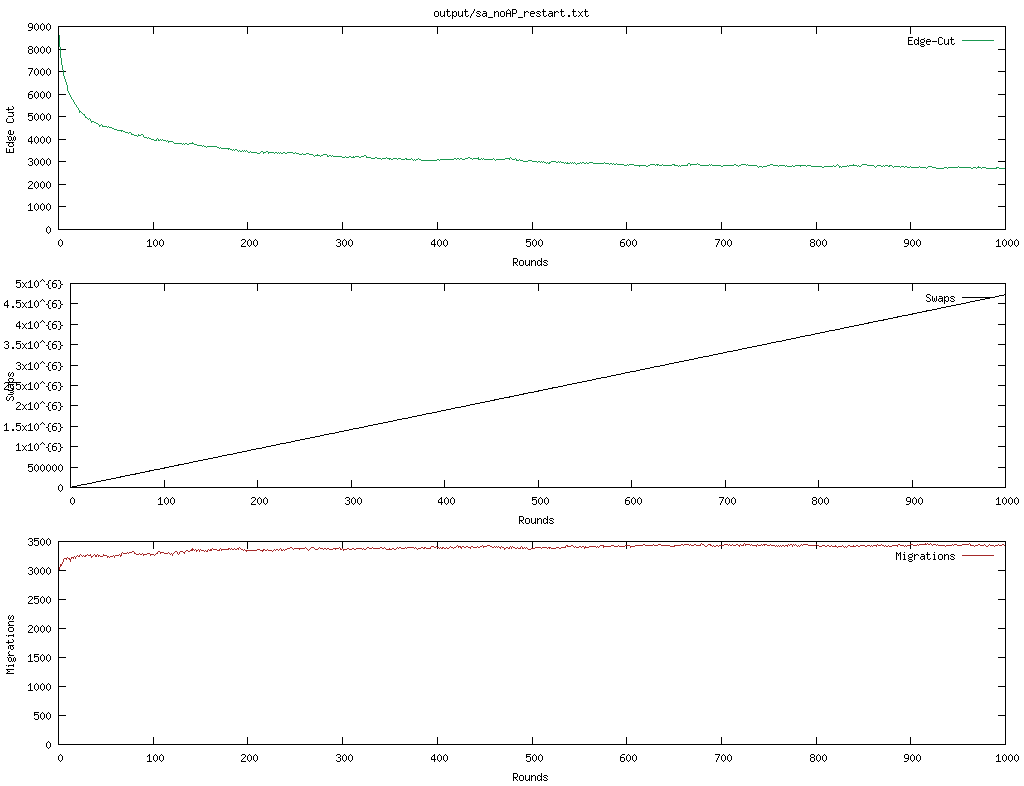 output/sa_noAP_restart.txt
9000
8000
7000
6000
5000
4000
3000
2000
1000
0
Edge Cut
Edge-Cut
0 100 200 300 400 500 600 700 800 900 1000
Rounds
5x10^{6}
4.5x10^{6}
4x10^{6}
3.5x10^{6}
3x10^{6}
2.5x10^{6}
2x10^{6}
1.5x10^{6}
1x10^{6}
500000
0
Swaps
Swaps
0 100 200 300 400 500 600 700 800 900 1000
Rounds
3500
3000
2500
2000
1500
1000
500
0
Migrations
Migrations
0 100 200 300 400 500 600 700 800 900 1000
Rounds